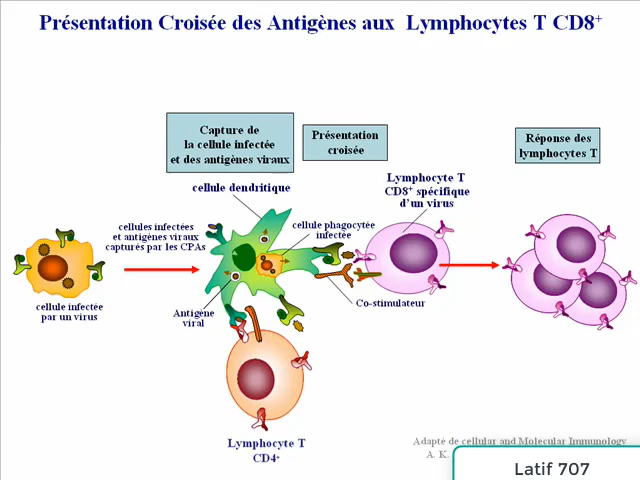 Présentation Croisée des Antigènes aux Lymphocytes T CD8⁺
Capture de
la cellule infectée
et des antigènes viraux
Présentation
croisée
Réponse des
lymphocytes T
cellule dendritique
Lymphocyte T
CD8⁺ spécifique
d'un virus
cellules infectées
et antigènes viraux
capturés par les CPAs
cellule phagocytée
infectée
cellule infectée
par un virus
Antigène
viral
Co-stimulateur
Lymphocyte T
CD4⁺
Adapté de cellular and Molecular Immunology
A. K.
Latif 707